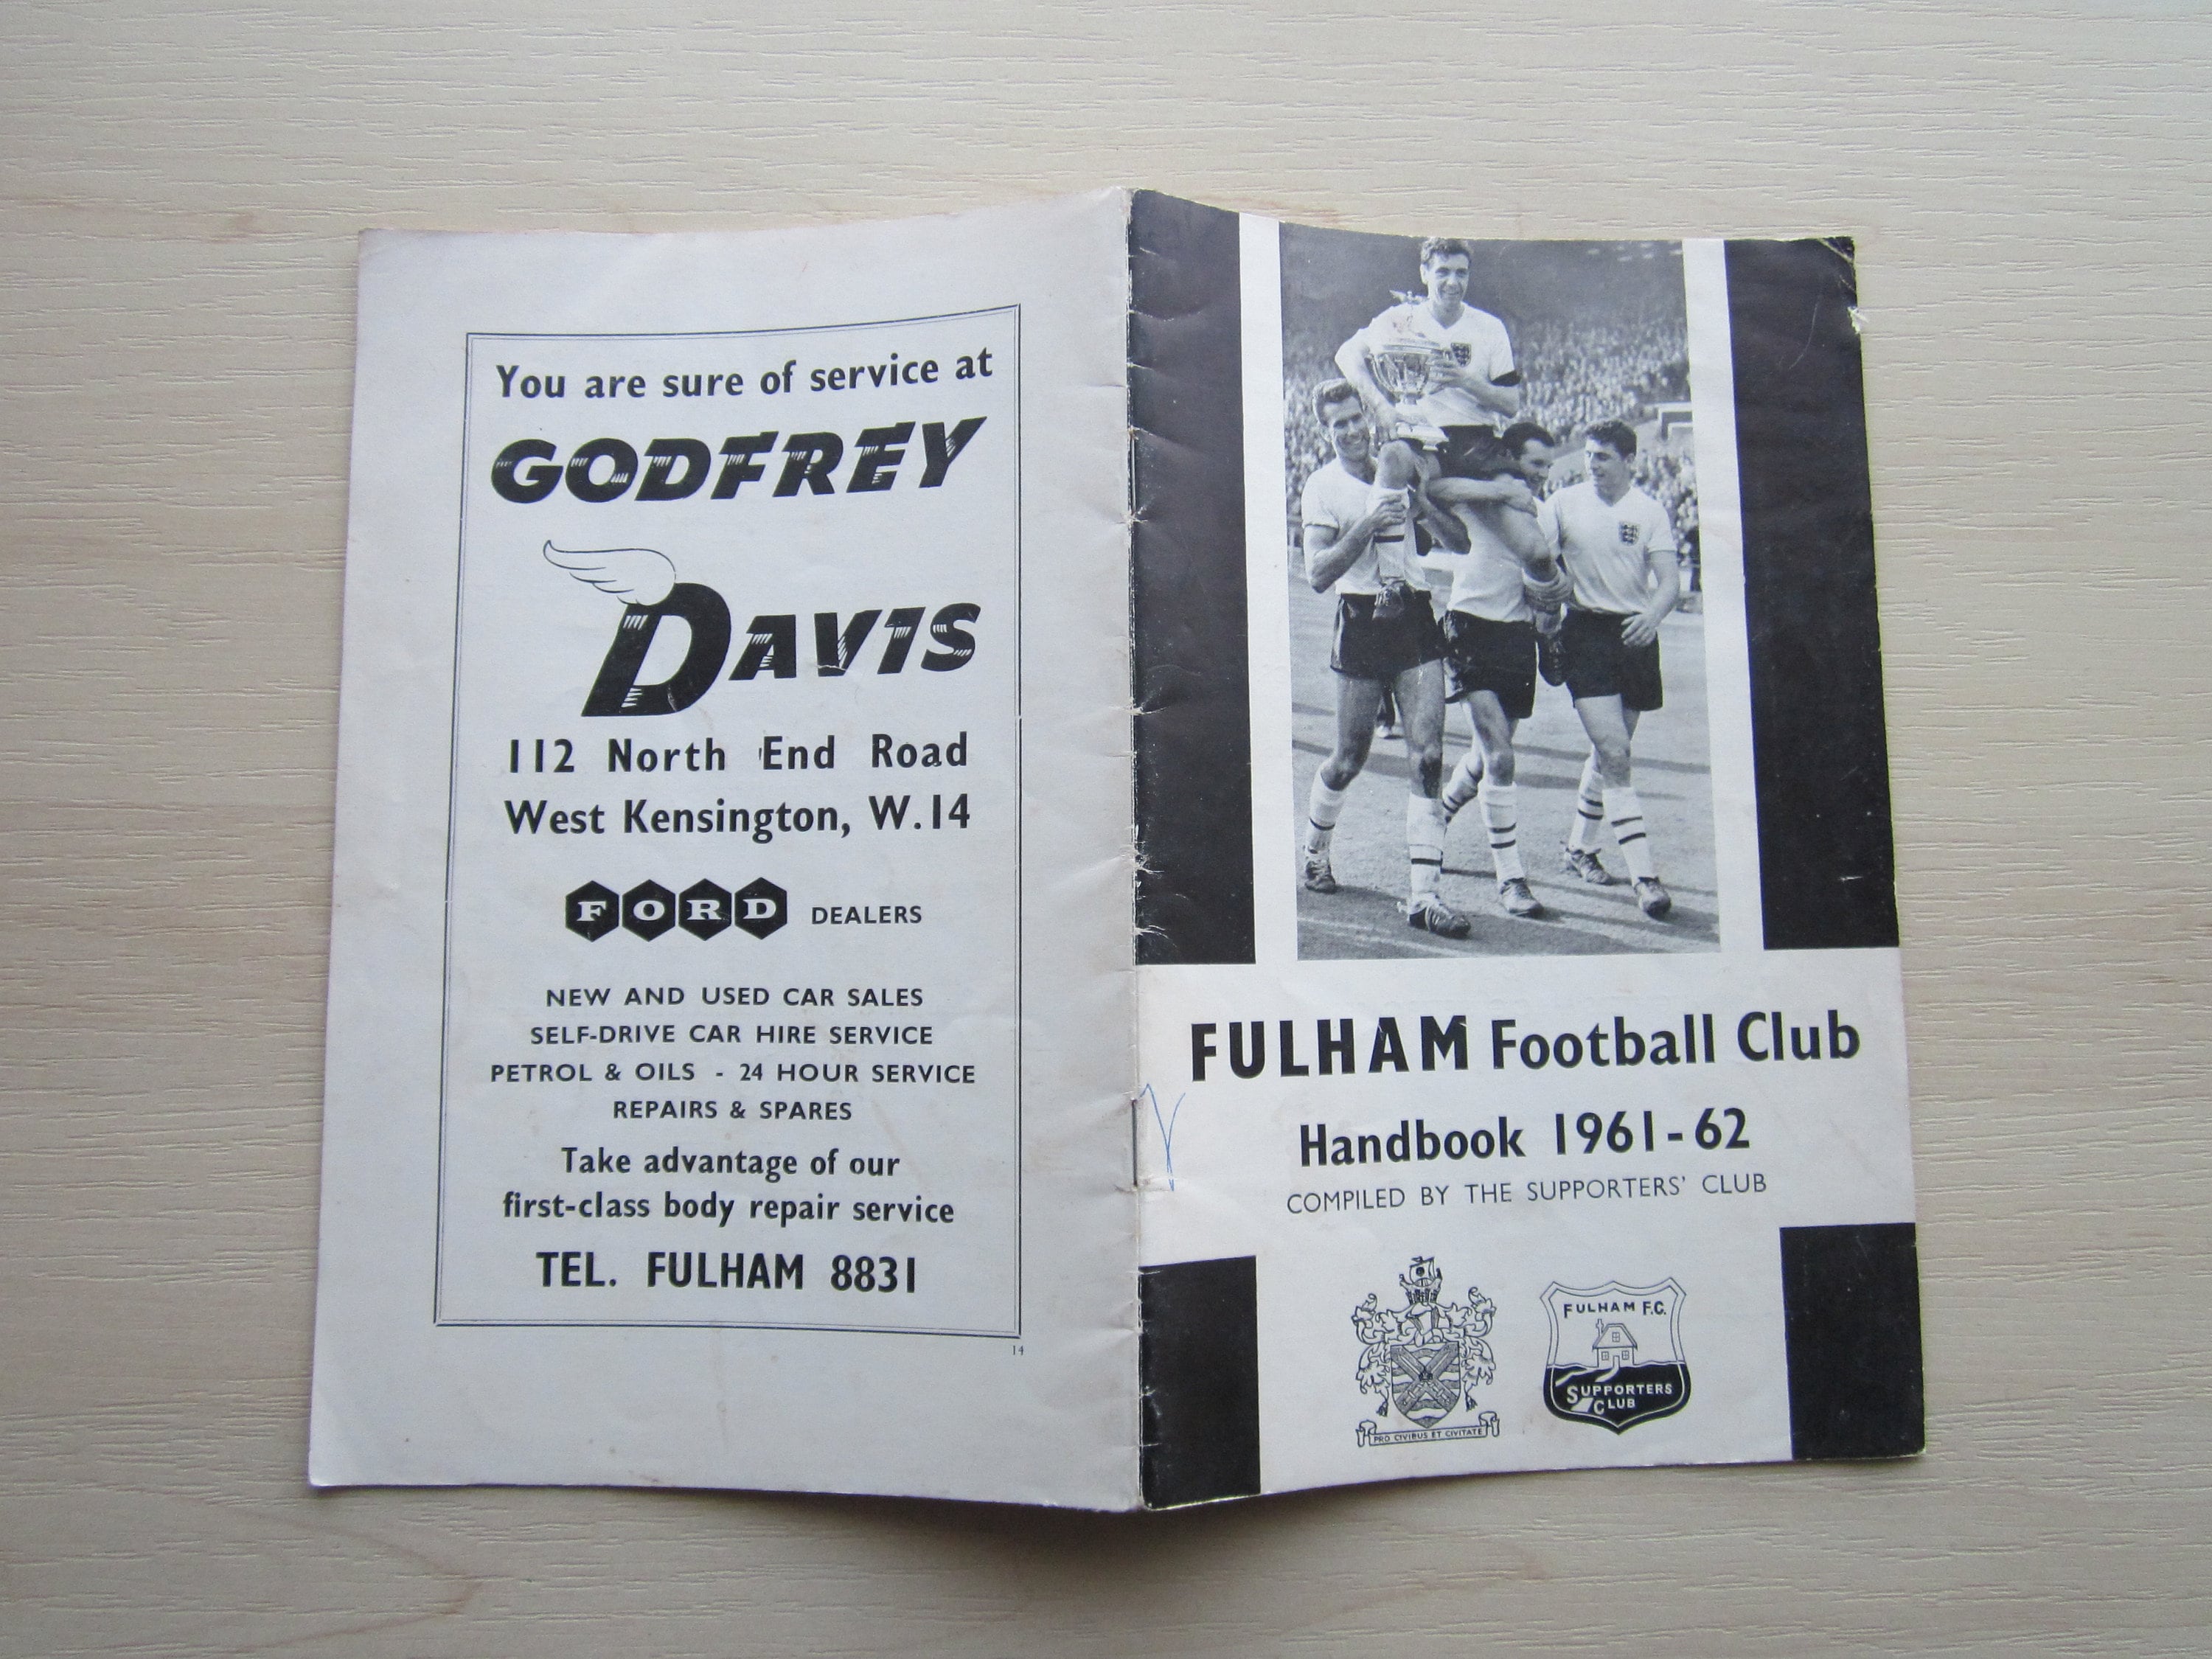 You are sure of service at
GODFREY
DAVIS
112 North End Road
West Kensington, W.14
FORD DEALERS
NEW AND USED CAR SALES
SELF-DRIVE CAR HIRE SERVICE
PETROL & OILS - 24 HOUR SERVICE
REPAIRS & SPARES
Take advantage of our
first-class body repair service
TEL. FULHAM 8831
14
FULHAM Football Club
Handbook 1961-62
COMPILED BY THE SUPPORTERS' CLUB
PRO CIVIBUS ET CIVITATE
FULHAM F.C.
SUPPORTERS
CLUB